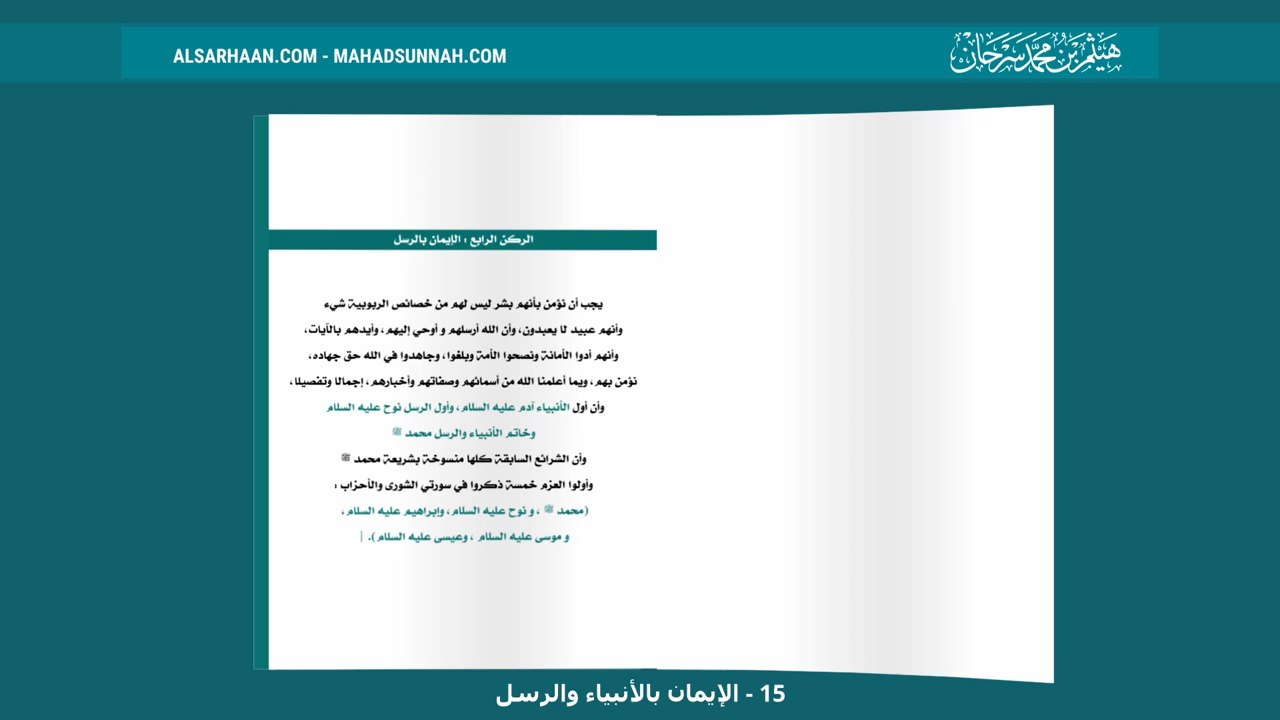 ALSARHAAN.COM - MAHADSUNNAH.COM
هيثم بن محمد سرحان
الركن الرابع : الإيمان بالرسل
يجب أن نؤمن بأنهم بشر ليس لهم من خصائص الربوبية شيء
وأنهم عبيد لا يعبدون، وأن الله أرسلهم و أوحي إليهم، وأيدهم بالآيات،
وأنهم أدوا الأمانة ونصحوا الأمة وبلغوا، وجاهدوا في الله حق جهاده،
نؤمن بهم، وبما أعلمنا الله من أسمائهم وصفاتهم وأخبارهم، إجمالا وتفصيلا،
وأن أول الأنبياء آدم عليه السلام، وأول الرسل نوح عليه السلام
وخاتم الأنبياء والرسل محمد ﷺ
وأن الشرائع السابقة كلها منسوخة بشريعة محمد ﷺ
وأولوا العزم خمسة ذكروا في سورتي الشورى والأحزاب :
(محمد ﷺ ، و نوح عليه السلام، وإبراهيم عليه السلام،
و موسى عليه السلام ، وعيسى عليه السلام). |
15 - الإيمان بالأنبياء والرسل